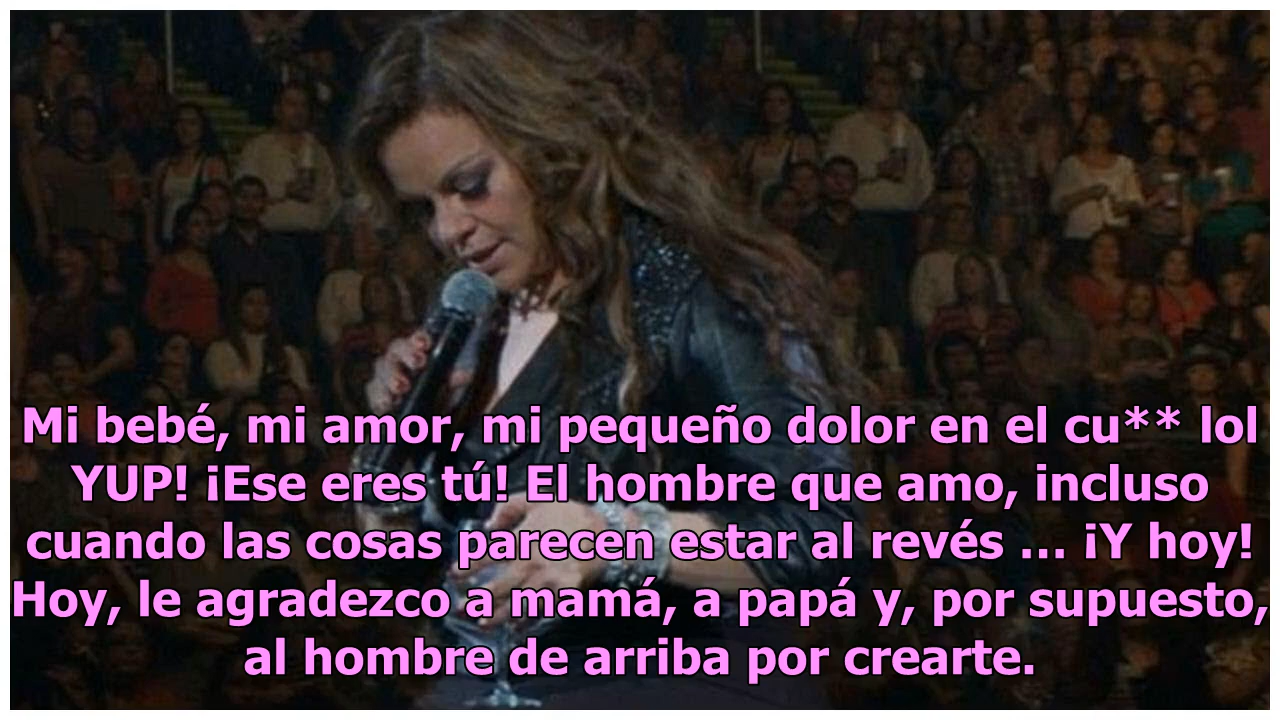 Mi bebé, mi amor, mi pequeño dolor en el cu** lol
YUP! ¡Ese eres tú! El hombre que amo, incluso
cuando las cosas parecen estar al revés ... ¡Y hoy!
Hoy, le agradezco a mamá, a papá y, por supuesto,
al hombre de arriba por crearte.